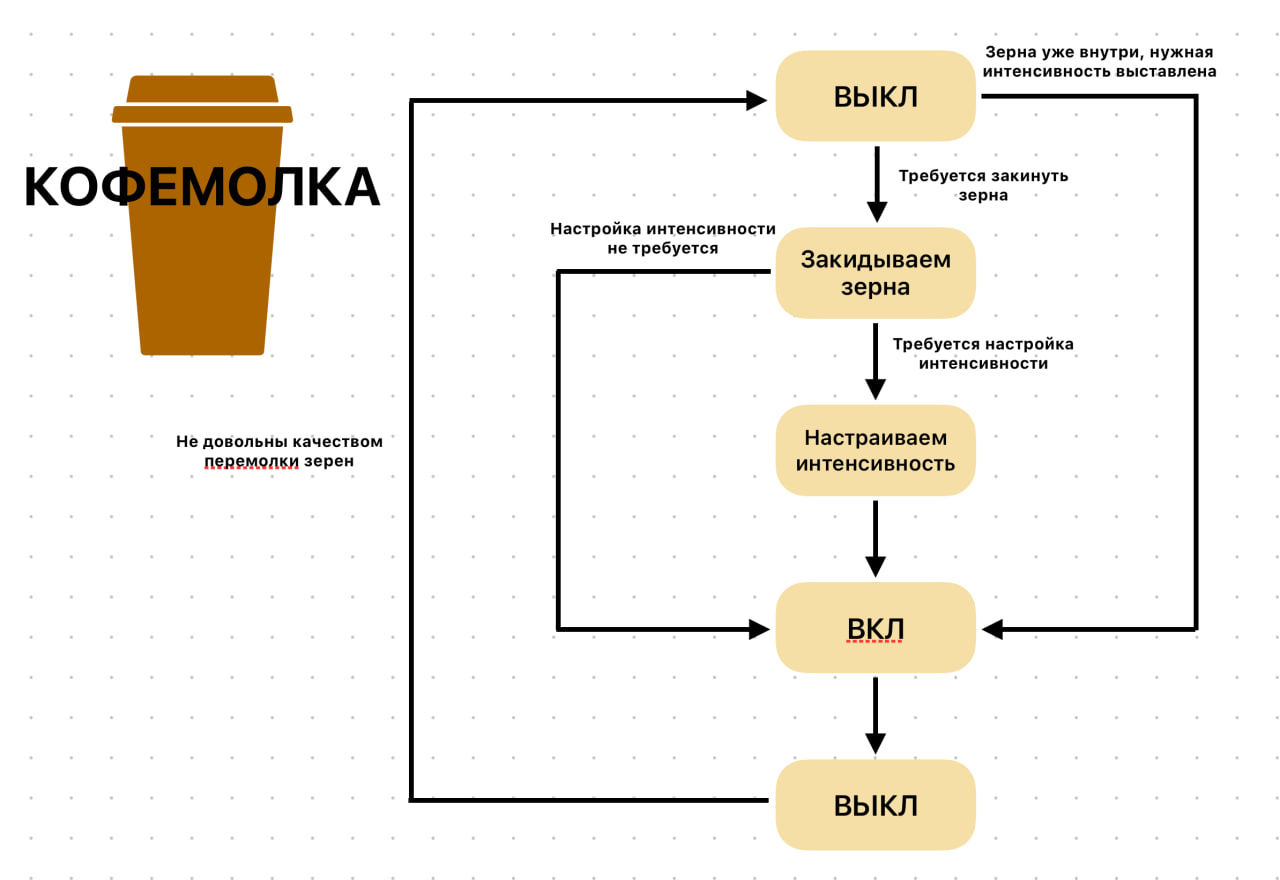 КОФЕМОЛКА
ВЫКЛ
Зерна уже внутри, нужная
интенсивность выставлена
Требуется закинуть
зерна
Настройка интенсивности
не требуется
Закидываем
зерна
Требуется настройка
интенсивности
Не довольны качеством
перемолки зерен
Настраиваем
интенсивность
ВКЛ
ВЫКЛ